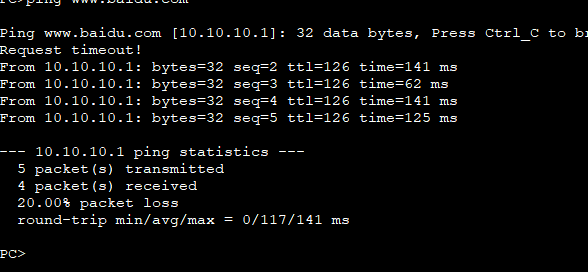 PC>ping www.baidu.com
Ping www.baidu.com [10.10.10.1]: 32 data bytes, Press Ctrl_C to
Request timeout!
From 10.10.10.1: bytes=32 seq=2 ttl=126 time=141 ms
From 10.10.10.1: bytes=32 seq=3 ttl=126 time=62 ms
From 10.10.10.1: bytes=32 seq=4 ttl=126 time=141 ms
From 10.10.10.1: bytes=32 seq=5 ttl=126 time=125 ms
--- 10.10.10.1 ping statistics ---
5 packet(s) transmitted
4 packet(s) received
20.00% packet loss
round-trip min/avg/max = 0/117/141 ms
PC>